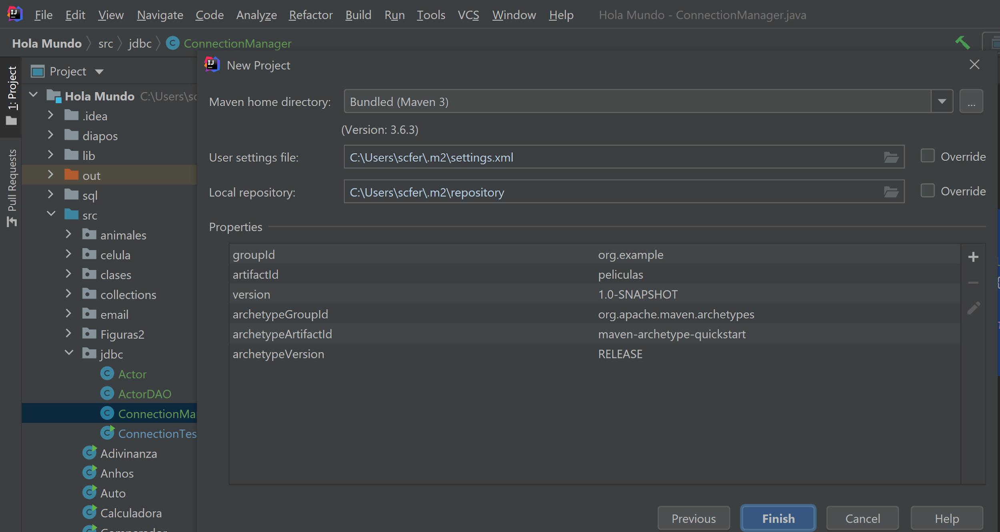 File Edit View Navigate Code Analyze Refactor Build Run Tools VCS Window Help Hola Mundo - ConnectionManager.java
Hola Mundo src jdbc ConnectionManager
1: Project
Pull Requests
Project
Hola Mundo C:\Users\sc
.idea
diapos
lib
out
sql
src
animales
celula
clases
collections
email
Figuras2
jdbc
Actor
ActorDAO
ConnectionMa
ConnectionTes
Adivinanza
Anhos
Auto
Calculadora
Comparador
New Project
Maven home directory: Bundled (Maven 3) ...
(Version: 3.6.3)
User settings file: C:\Users\scfer\.m2\settings.xml Override
Local repository: C:\Users\scfer\.m2\repository Override
Properties
groupId org.example
artifactId peliculas
version 1.0-SNAPSHOT
archetypeGroupId org.apache.maven.archetypes
archetypeArtifactId maven-archetype-quickstart
archetypeVersion RELEASE
Previous Finish Cancel Help